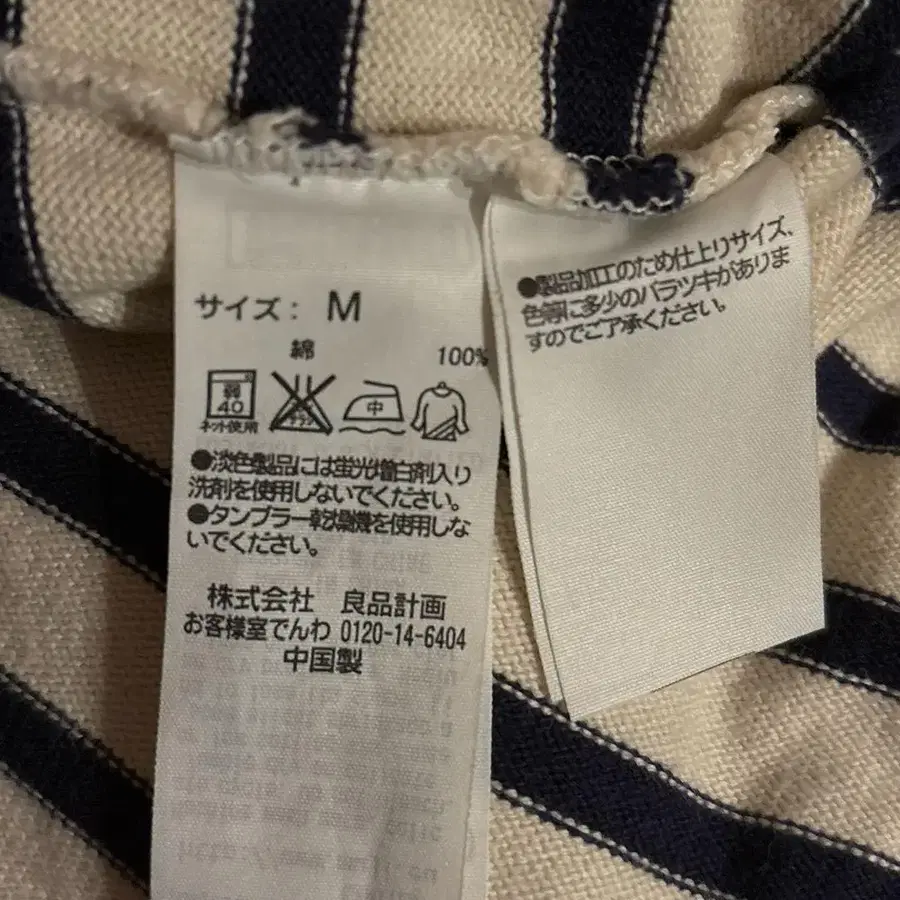 サイズ: M
綿 100%
弱
40
ネット使用
中
●淡色製品には蛍光増白剤入り
洗剤を使用しないでください。
●タンブラー乾燥機を使用しな
いでください。
株式会社 良品計画
お客様室でんわ 0120-14-6404
中国製
●製品加工のため仕上りサイズ、
色等に多少のバラツキがありま
すのでご了承ください。